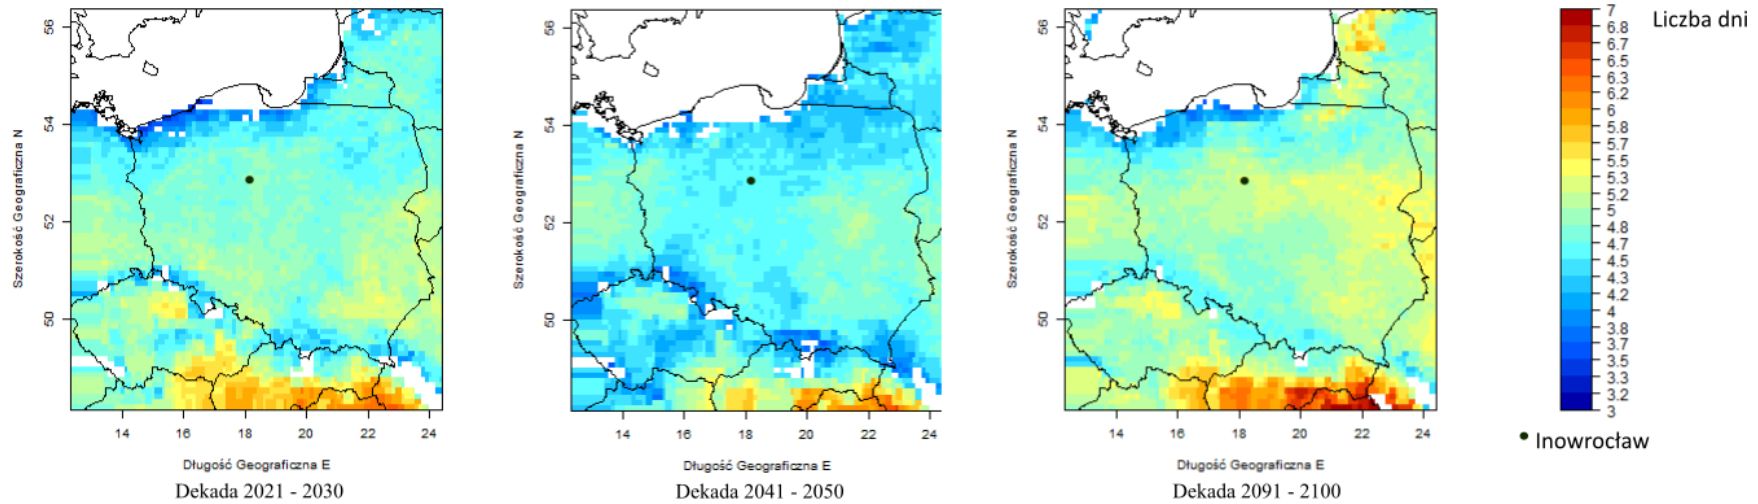 Szerokość Geograficzna N
56
54
52
50
14 16 18 20 22 24
Długość Geograficzna E
Dekada 2021 - 2030
Szerokość Geograficzna N
56
54
52
50
14 16 18 20 22 24
Długość Geograficzna E
Dekada 2041 - 2050
Szerokość Geograficzna N
56
54
52
50
14 16 18 20 22 24
Długość Geograficzna E
Dekada 2091 - 2100
Liczba dni
7
6.8
6.7
6.5
6.3
6.2
6
5.8
5.7
5.5
5.3
5.2
5
4.8
4.7
4.5
4.3
4.2
4
3.8
3.7
3.5
3.3
3.2
3
Inowrocław